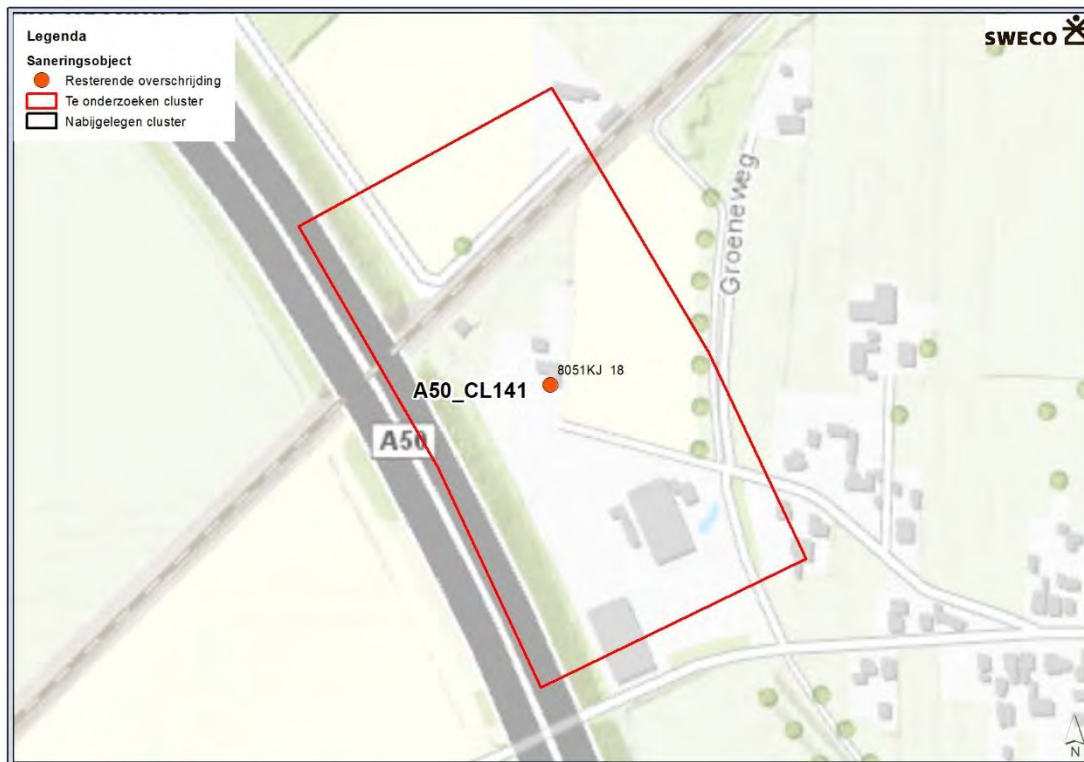 Legenda
Saneringsobject
Resterende overschrijding
Te onderzoeken cluster
Nabijgelegen cluster
SWECO
Groeneweg
8051KJ 18
A50_CL141
A50
N